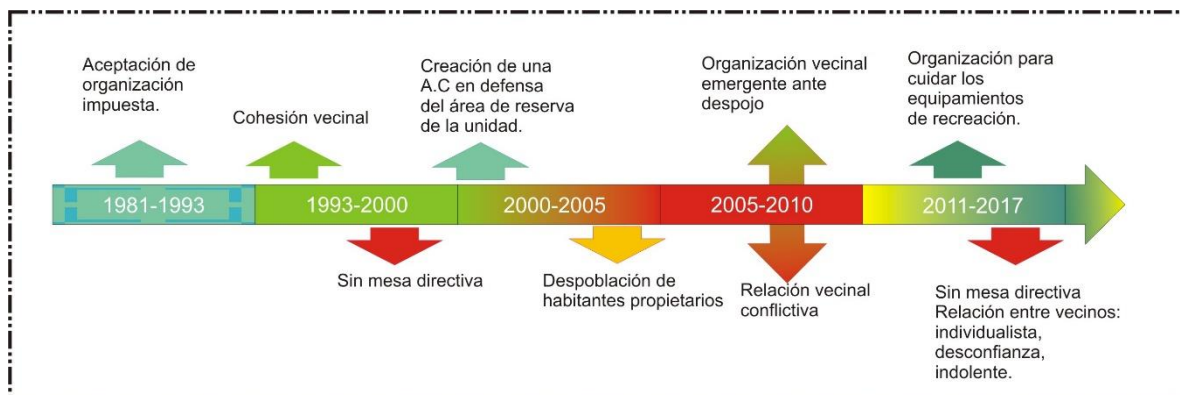 Aceptación de
organización
impuesta.
Cohesión vecinal
Creación de una
A.C en defensa
del área de reserva
de la unidad.
Organización vecinal
emergente ante
despojo
Organización para
cuidar los
equipamientos
de recreación.
1981-1993
1993-2000
2000-2005
2005-2010
2011-2017
Sin mesa directiva
Despoblación de
habitantes propietarios
Relación vecinal
conflictiva
Sin mesa directiva
Relación entre vecinos:
individualista,
desconfianza,
indolente.